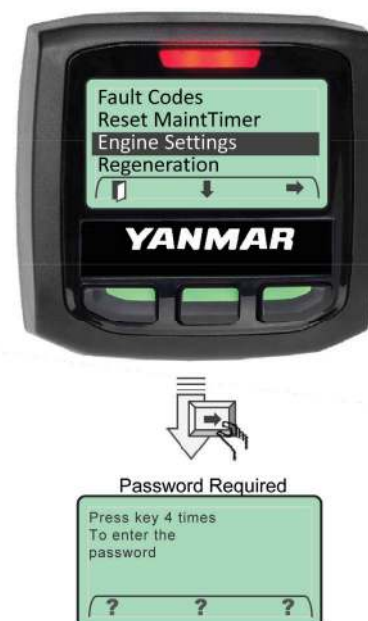 Fault Codes
Reset MaintTimer
Engine Settings
Regeneration
YANMAR
Password Required
Press key 4 times
To enter the
password
? ? ?